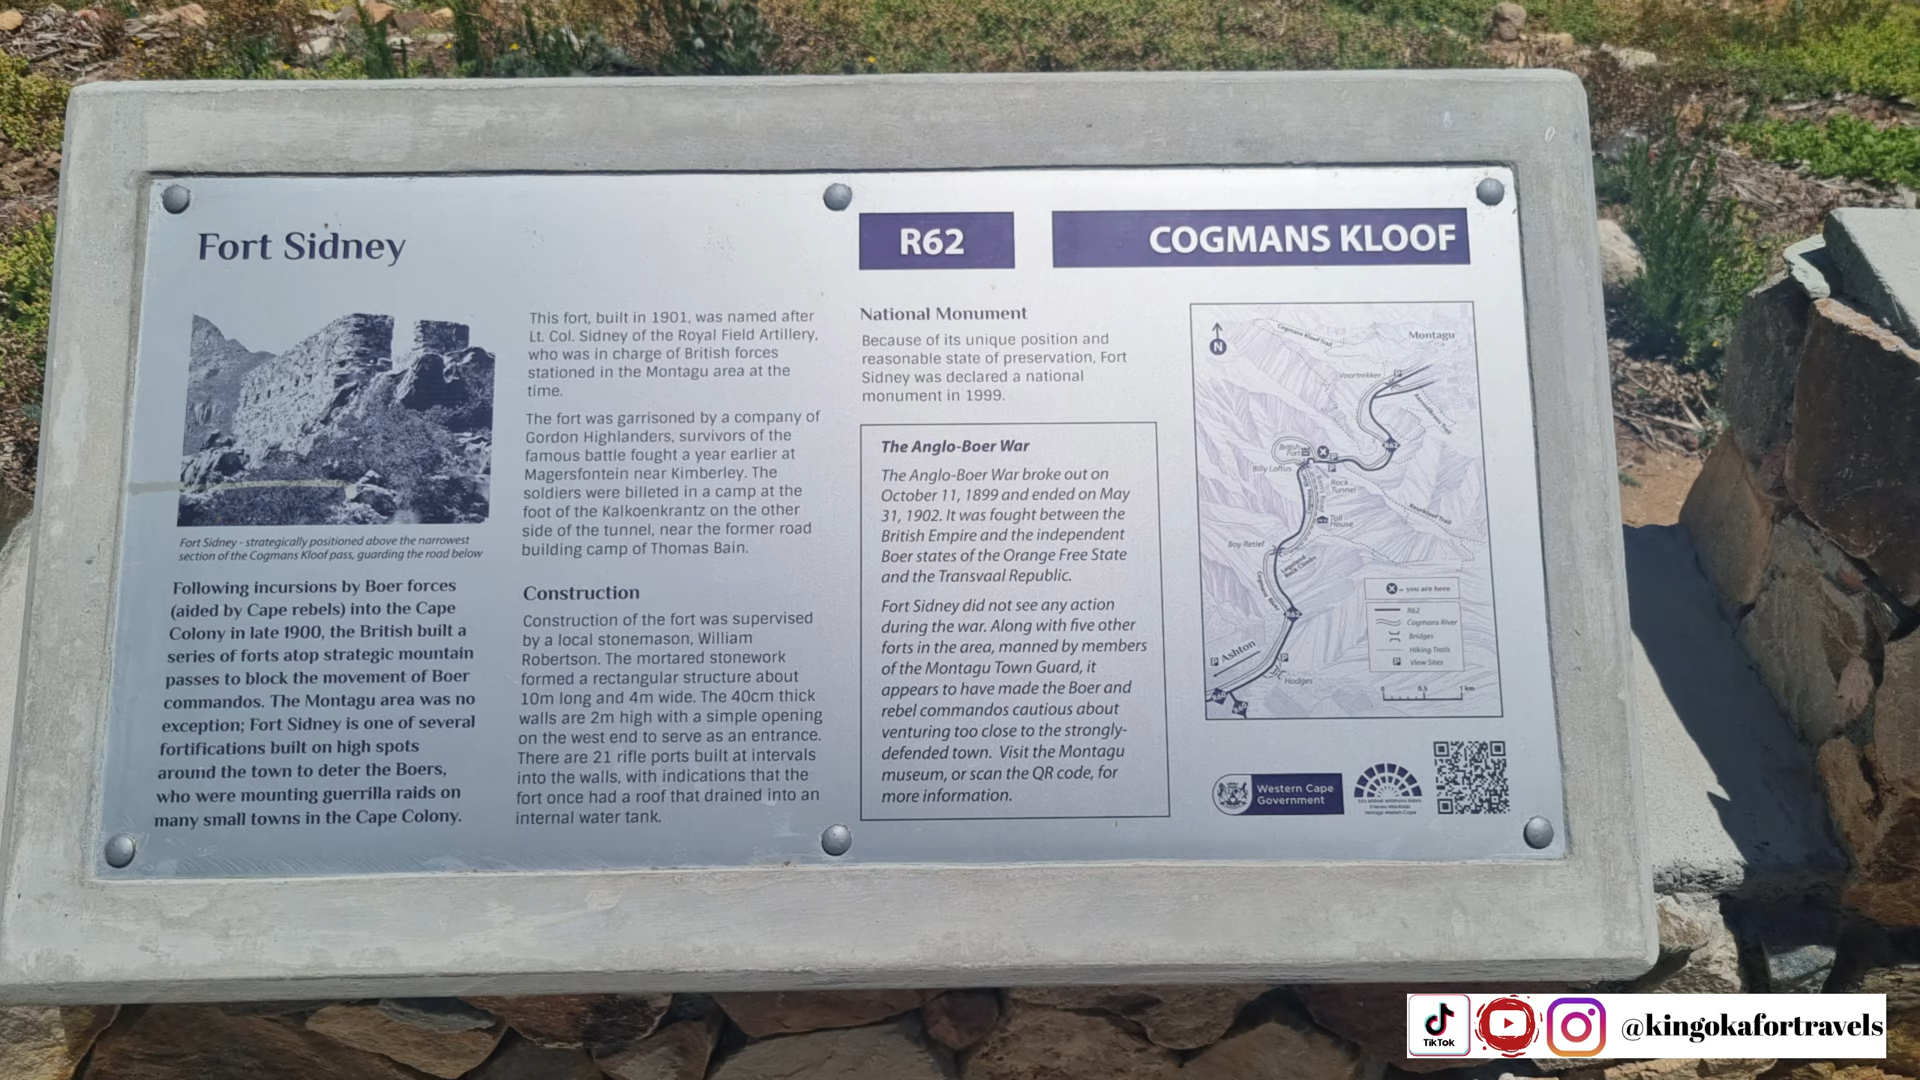 Fort Sidney
R62
COGMANS KLOOF
Fort Sidney - strategically positioned above the narrowest
section of the Cogmans Kloof pass, guarding the road below
Following incursions by Boer forces
(aided by Cape rebels) into the Cape
Colony in late 1900, the British built a
series of forts atop strategic mountain
passes to block the movement of Boer
commandos. The Montagu area was no
exception; Fort Sidney is one of several
fortifications built on high spots
around the town to deter the Boers,
who were mounting guerrilla raids on
many small towns in the Cape Colony.
This fort, built in 1901, was named after
Lt. Col. Sidney of the Royal Field Artillery,
who was in charge of British forces
stationed in the Montagu area at the
time.
The fort was garrisoned by a company of
Gordon Highlanders, survivors of the
famous battle fought a year earlier at
Magersfontein near Kimberley. The
soldiers were billeted in a camp at the
foot of the Kalkoenkrantz on the other
side of the tunnel, near the former road
building camp of Thomas Bain.
Construction
Construction of the fort was supervised
by a local stonemason, William
Robertson. The mortared stonework
formed a rectangular structure about
10m long and 4m wide. The 40cm thick
walls are 2m high with a simple opening
on the west end to serve as an entrance.
There are 21 rifle ports built at intervals
into the walls, with indications that the
fort once had a roof that drained into an
internal water tank.
National Monument
Because of its unique position and
reasonable state of preservation, Fort
Sidney was declared a national
monument in 1999.
The Anglo-Boer War
The Anglo-Boer War broke out on
October 11, 1899 and ended on May
31, 1902. It was fought between the
British Empire and the independent
Boer states of the Orange Free State
and the Transvaal Republic.
Fort Sidney did not see any action
during the war. Along with five other
forts in the area, manned by members
of the Montagu Town Guard, it
appears to have made the Boer and
rebel commandos cautious about
venturing too close to the strongly-
defended town. Visit the Montagu
museum, or scan the QR code, for
more information.
N
Cogmans Kloof Trail
Montagu
Voortrekker
P
R62
British
Fort
P
Billy Loftus
P
Rock
Tunnel
Toll
House
Boy Retief
R62
P
Ashton
P
Hodges
= you are here
R62
Cogmans River
Bridges
Hiking Trails
P View Sites
0 0.5 1 km
Western Cape
Government
Heritage Western Cape
TikTok
@kingokafortravels